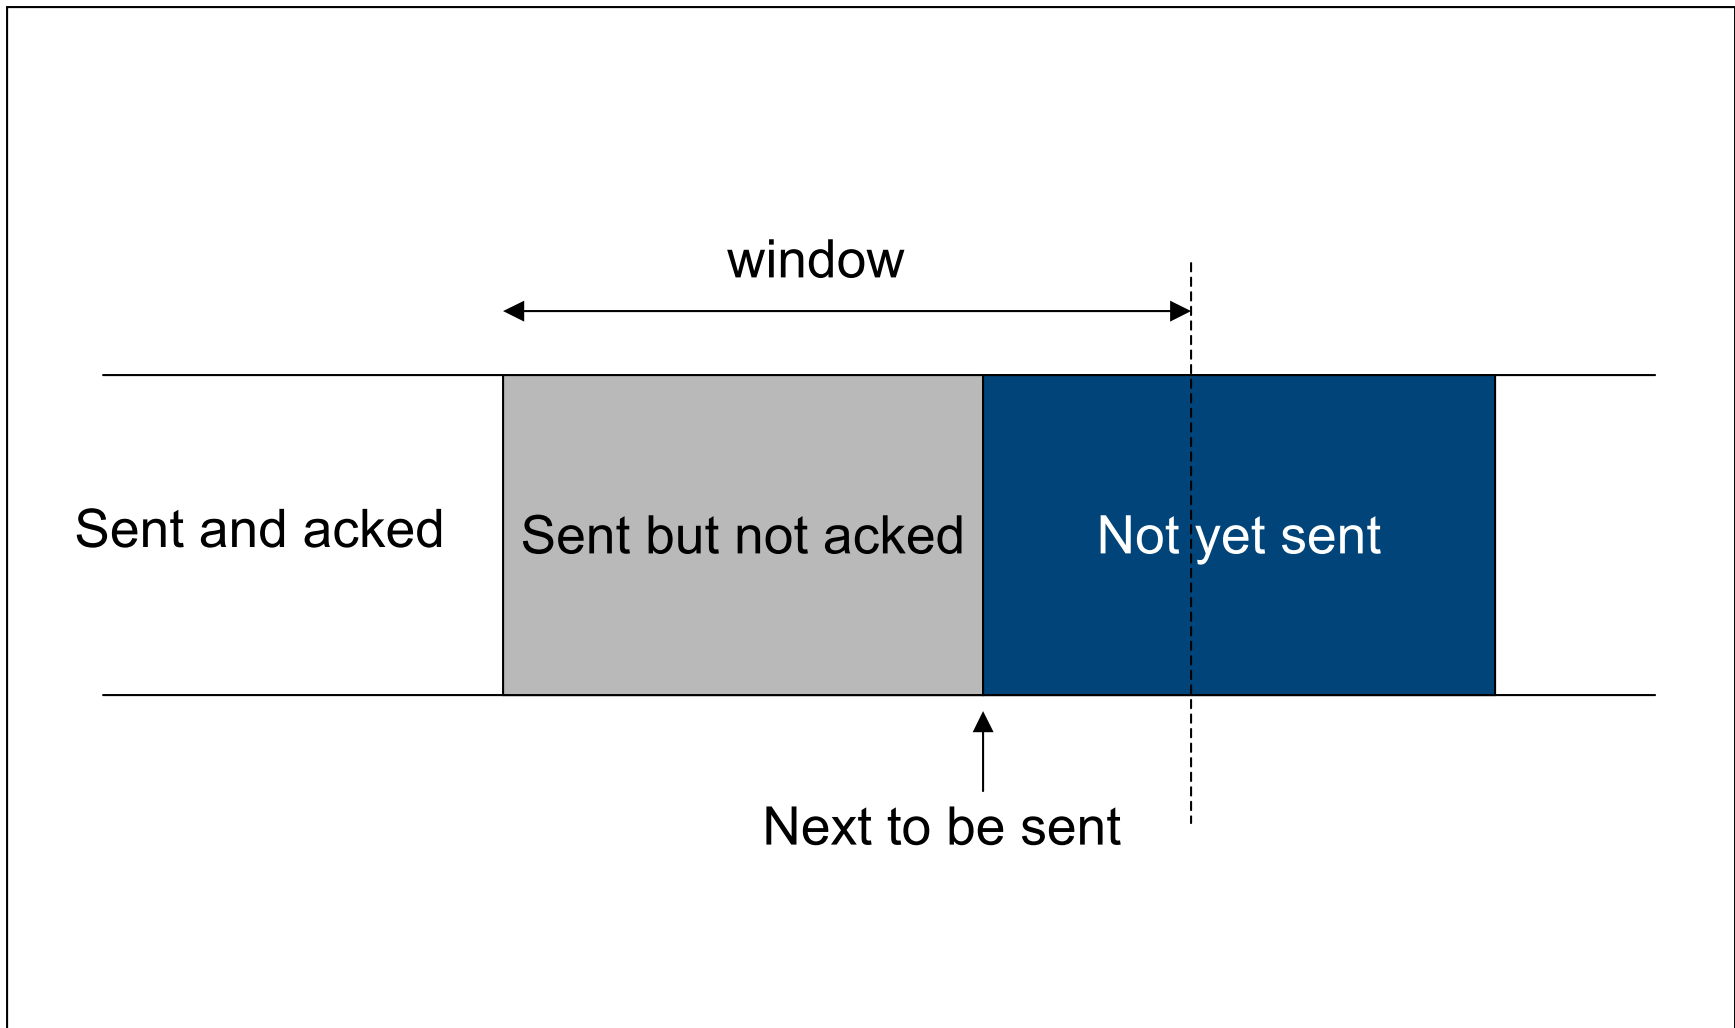 window
Sent and acked
Sent but not acked
Not yet sent
Next to be sent